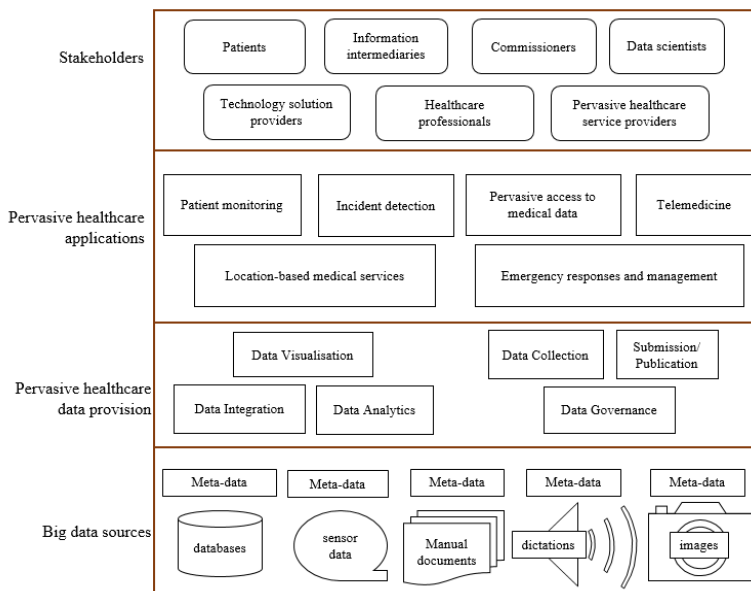 Stakeholders
Patients
Information
intermediaries
Commissioners
Data scientists
Technology solution
providers
Healthcare
professionals
Pervasive healthcare
service providers
Pervasive healthcare
applications
Patient monitoring
Incident detection
Pervasive access to
medical data
Telemedicine
Location-based medical services
Emergency responses and management
Pervasive healthcare
data provision
Data Visualisation
Data Collection
Submission/
Publication
Data Integration
Data Analytics
Data Governance
Big data sources
Meta-data
Meta-data
Meta-data
Meta-data
Meta-data
databases
sensor
data
Manual
documents
dictations
images